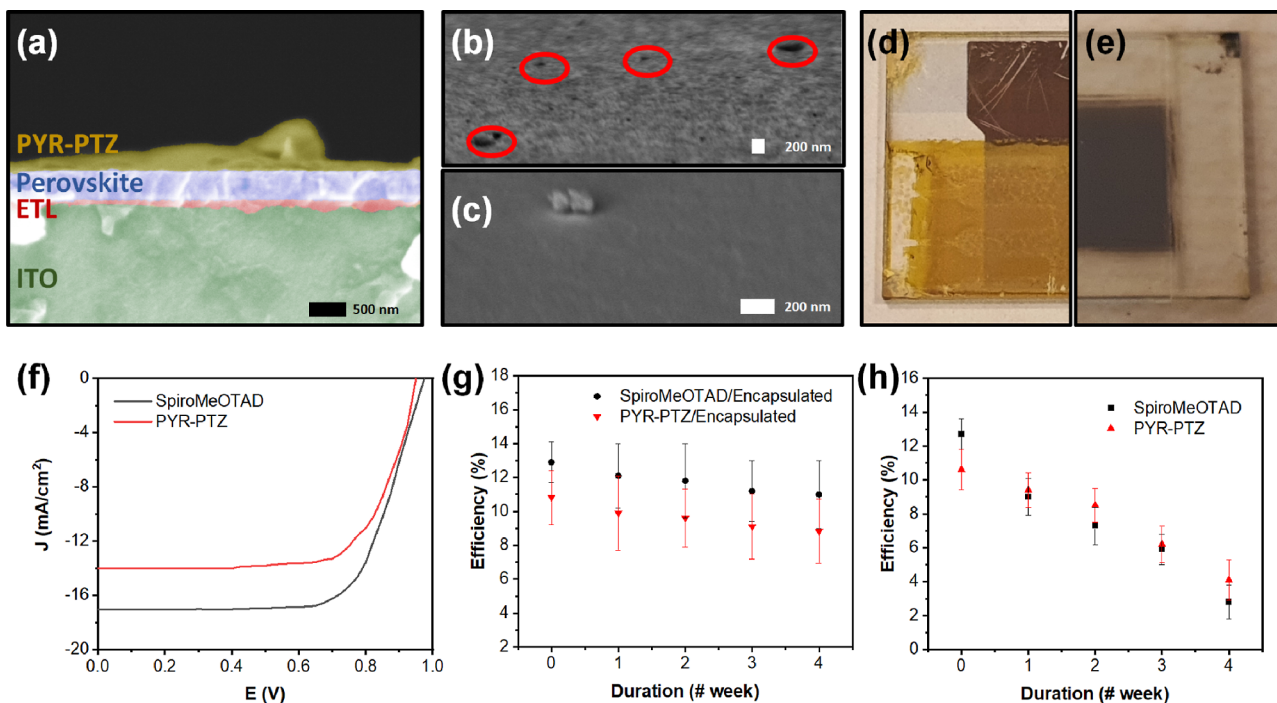 (a)
PYR-PTZ
Perovskite
ETL
ITO
500 nm
(b)
200 nm
(c)
200 nm
(d)
(e)
(f)
0
-4
-8
-12
-16
-20
J (mA/cm²)
SpiroMeOTAD
PYR-PTZ
0.0 0.2 0.4 0.6 0.8 1.0
E (V)
(g)
18
16
14
12
10
8
6
4
2
Efficiency (%)
SpiroMeOTAD/Encapsulated
PYR-PTZ/Encapsulated
0 1 2 3 4
Duration (# week)
(h)
16
14
12
10
8
6
4
2
0
Efficiency (%)
SpiroMeOTAD
PYR-PTZ
0 1 2 3 4
Duration (# week)